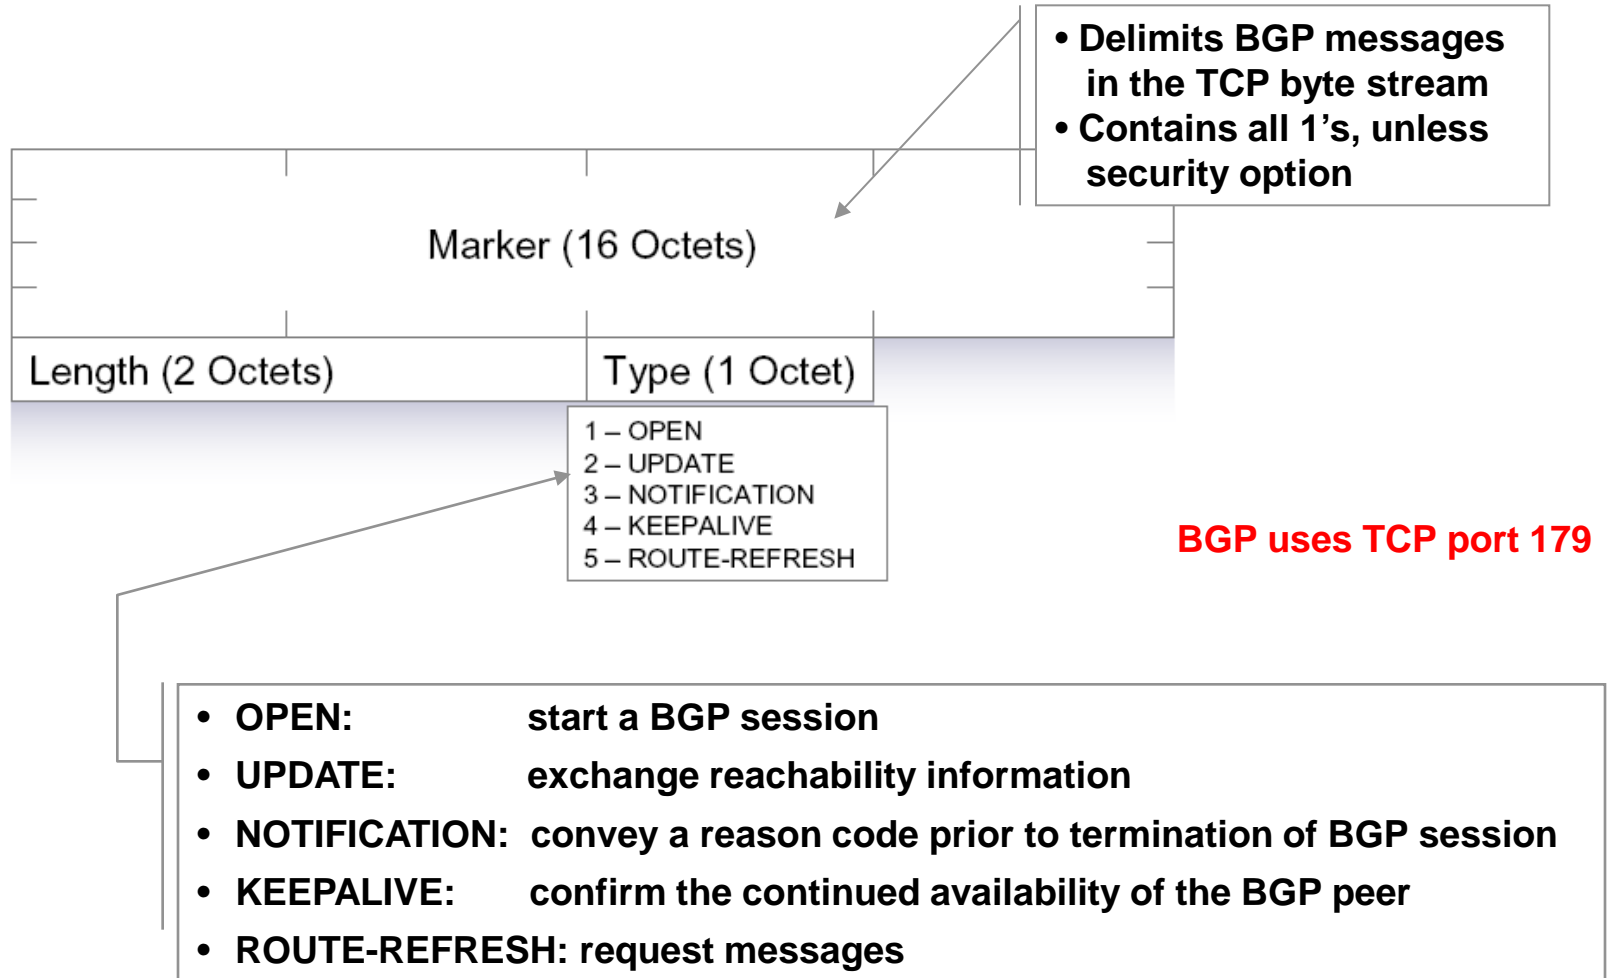 • Delimits BGP messages
in the TCP byte stream
• Contains all 1’s, unless
security option
Marker (16 Octets)
Length (2 Octets) Type (1 Octet)
1 – OPEN
2 – UPDATE
3 – NOTIFICATION
4 – KEEPALIVE
5 – ROUTE-REFRESH
BGP uses TCP port 179
• OPEN: start a BGP session
• UPDATE: exchange reachability information
• NOTIFICATION: convey a reason code prior to termination of BGP session
• KEEPALIVE: confirm the continued availability of the BGP peer
• ROUTE-REFRESH: request messages